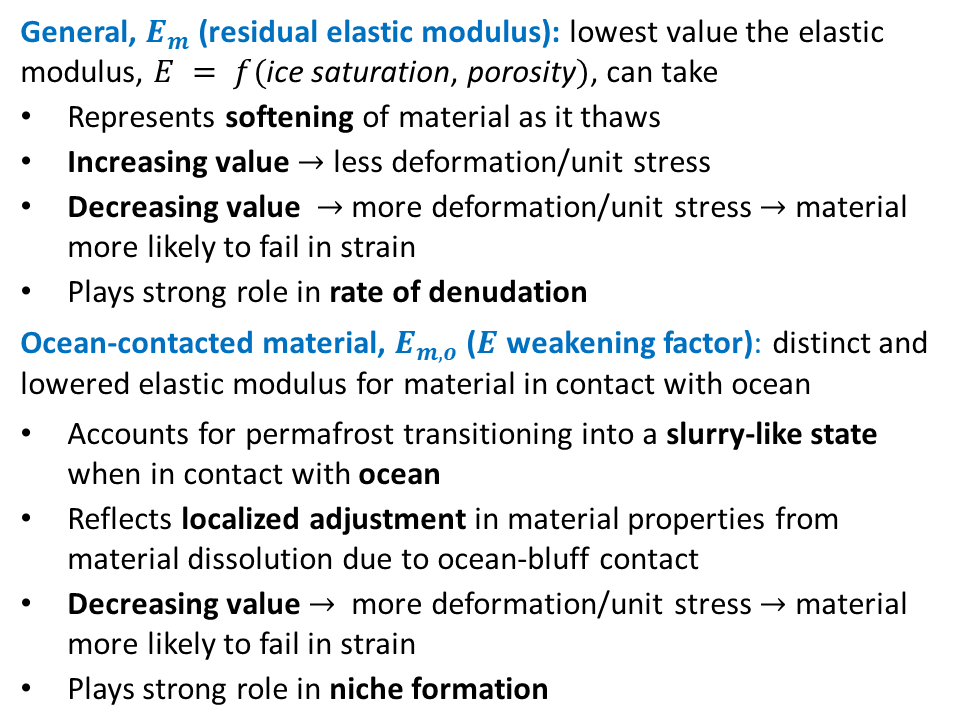 General, E_m (residual elastic modulus): lowest value the elastic
modulus, E = f(ice saturation, porosity), can take
• Represents softening of material as it thaws
• Increasing value → less deformation/unit stress
• Decreasing value → more deformation/unit stress → material
more likely to fail in strain
• Plays strong role in rate of denudation
Ocean-contacted material, E_{m,o} (E weakening factor): distinct and
lowered elastic modulus for material in contact with ocean
• Accounts for permafrost transitioning into a slurry-like state
when in contact with ocean
• Reflects localized adjustment in material properties from
material dissolution due to ocean-bluff contact
• Decreasing value → more deformation/unit stress → material
more likely to fail in strain
• Plays strong role in niche formation